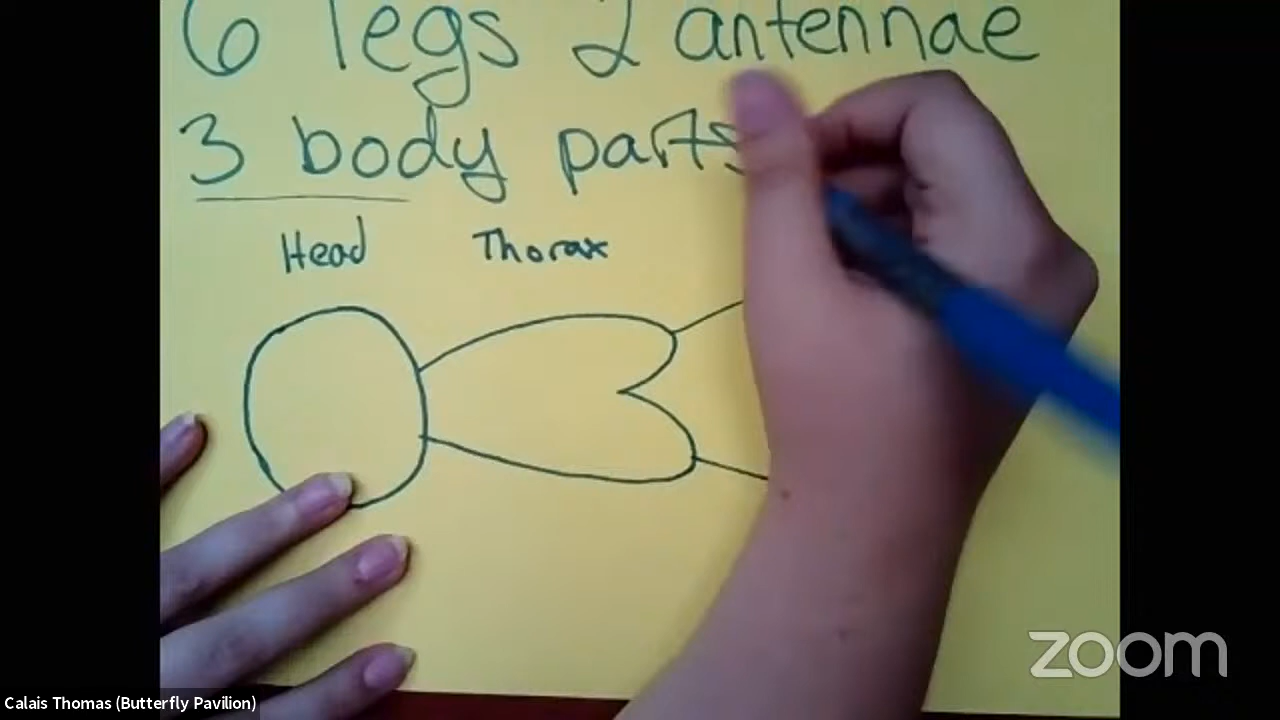 6 legs 2 antennae
3 body parts
Head Thorax
zoom
Calais Thomas (Butterfly Pavilion)